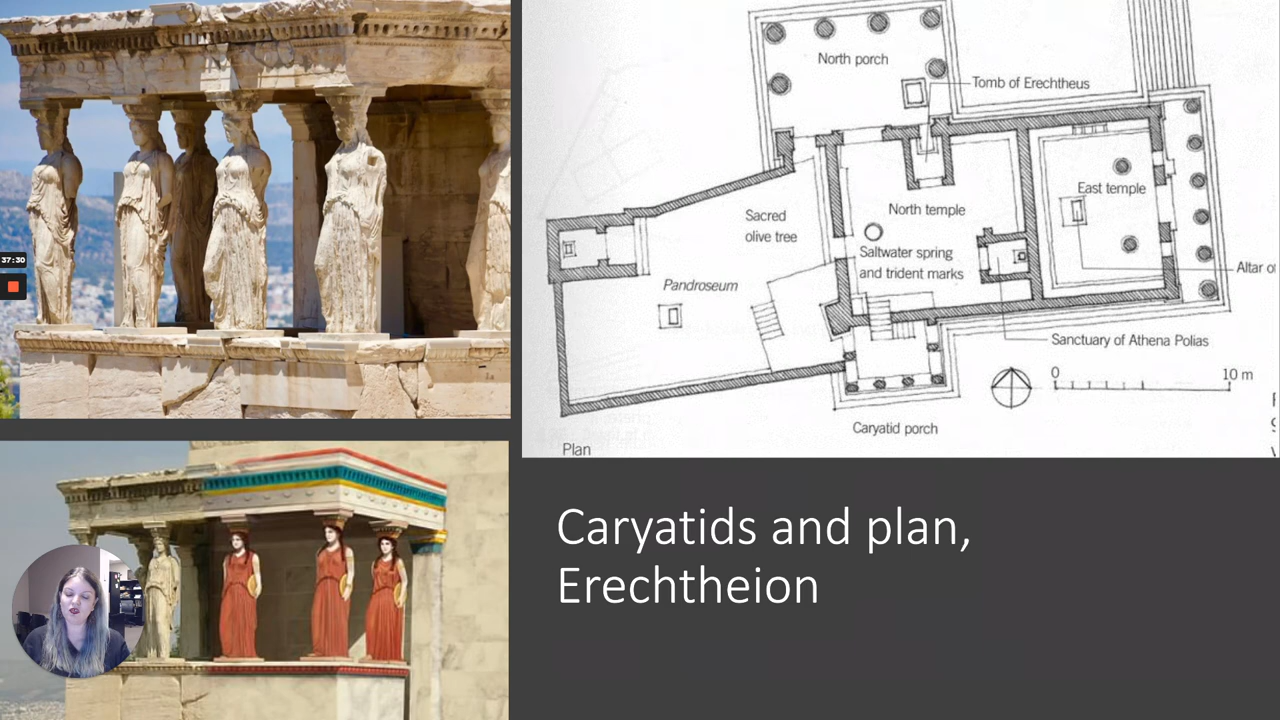 37:30
North porch
Tomb of Erechtheus
East temple
Sacred
olive tree
North temple
Saltwater spring
and trident marks
Pandroseum
Altar of
Sanctuary of Athena Polias
0
10 m
Caryatid porch
Plan
Caryatids and plan,
Erechtheion